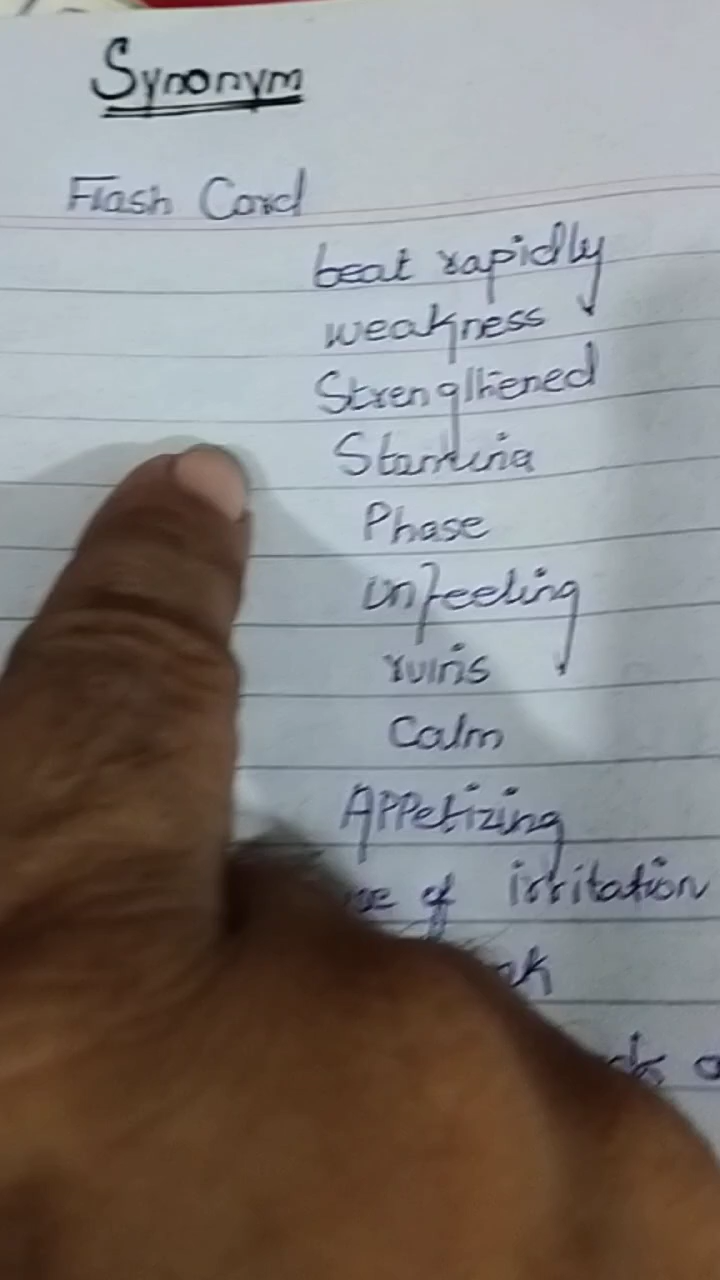 Synonym
Flash Card
beat rapidly
weakness
Strengthened
Stamina
Phase
unfeeling
ruins
Calm
Appetizing
of irritation